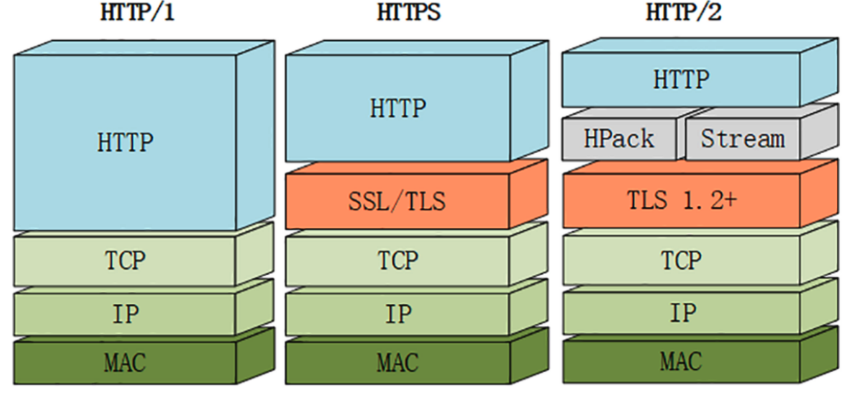 HTTP/1 HTTPS HTTP/2
HTTP
HTTP
HTTP
HPack Stream
SSL/TLS
TLS 1.2+
TCP TCP TCP
IP IP IP
MAC MAC MAC